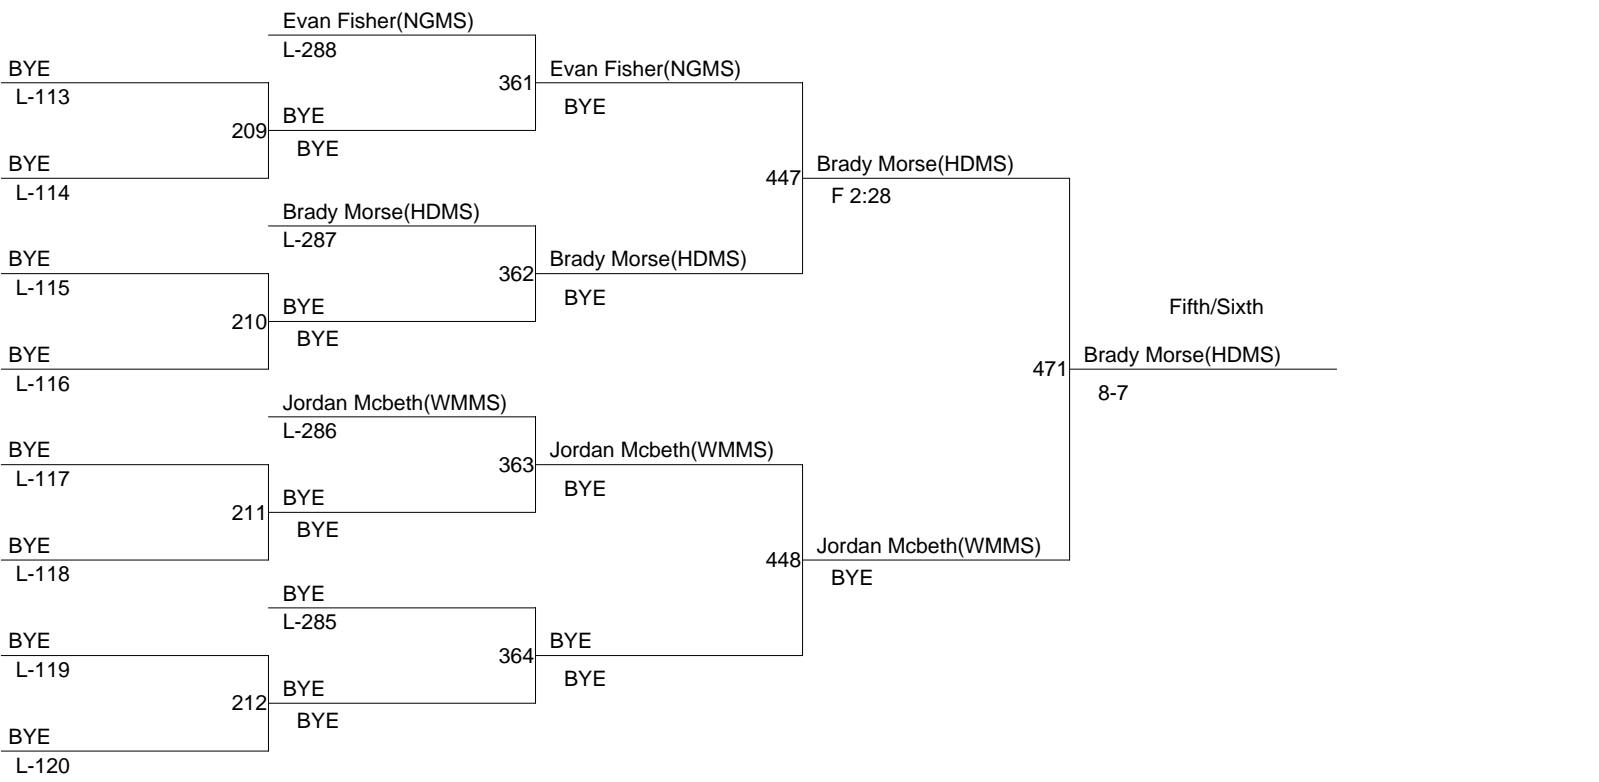 Evan Fisher(NGMS)
L-288
BYE
L-113
361
Evan Fisher(NGMS)
BYE
209
BYE
BYE
BYE
L-114
447
Brady Morse(HDMS)
F 2:28
Brady Morse(HDMS)
L-287
BYE
L-115
362
Brady Morse(HDMS)
BYE
210
BYE
BYE
Fifth/Sixth
BYE
L-116
471
Brady Morse(HDMS)
8-7
Jordan Mcbeth(WMMS)
L-286
BYE
L-117
363
Jordan Mcbeth(WMMS)
BYE
211
BYE
BYE
BYE
L-118
448
Jordan Mcbeth(WMMS)
BYE
BYE
L-285
BYE
L-119
364
BYE
BYE
212
BYE
BYE
BYE
L-120